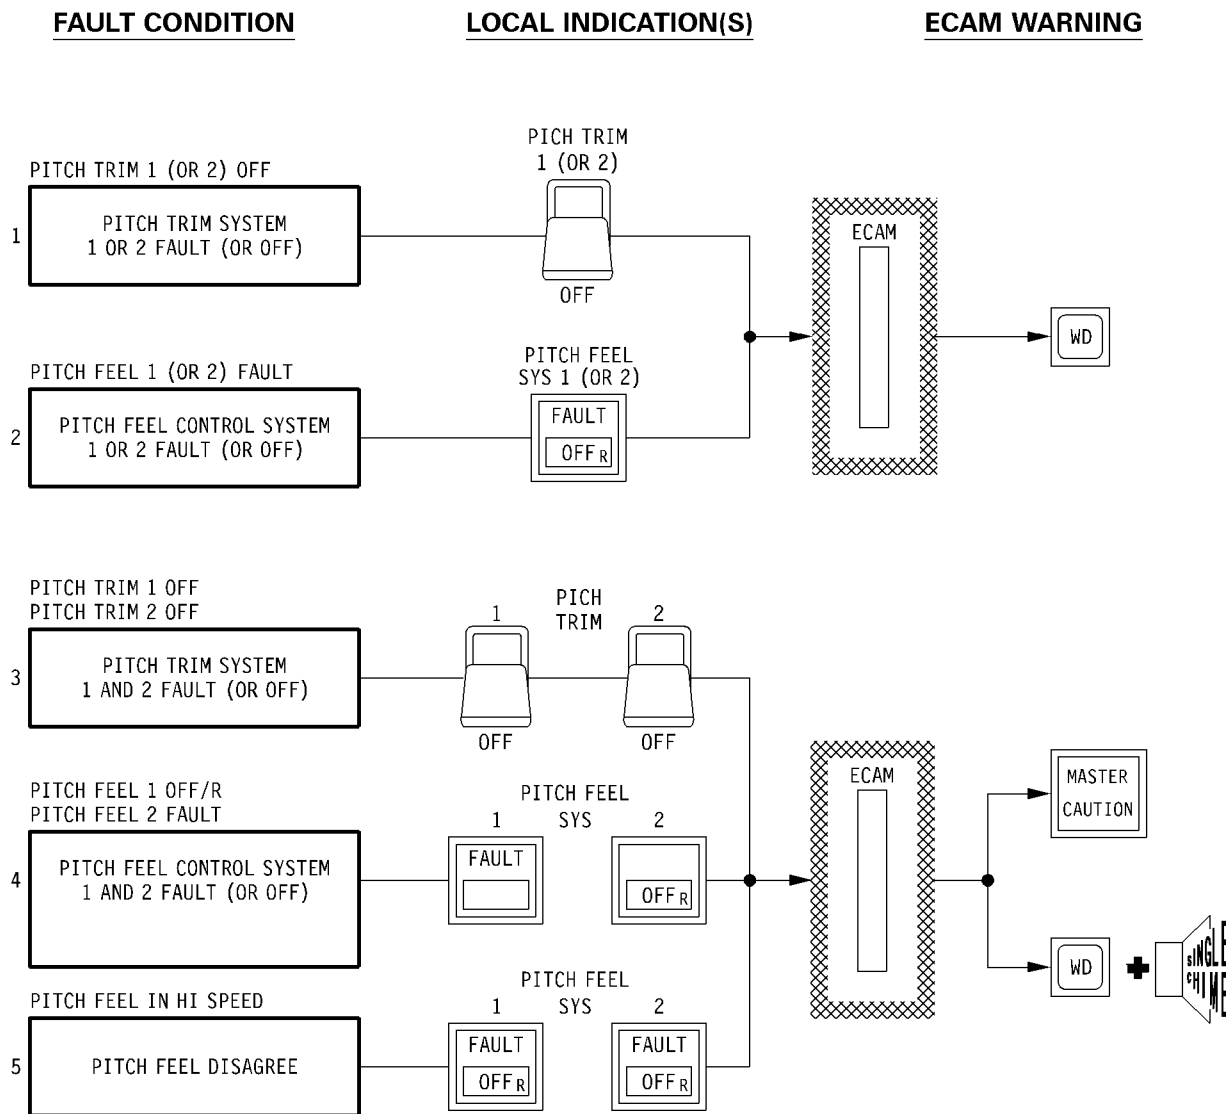 FAULT CONDITION
LOCAL INDICATION(S)
ECAM WARNING
PITCH TRIM 1 (OR 2) OFF
1
PITCH TRIM SYSTEM
1 OR 2 FAULT (OR OFF)
PICH TRIM
1 (OR 2)
OFF
ECAM
WD
PITCH FEEL 1 (OR 2) FAULT
2
PITCH FEEL CONTROL SYSTEM
1 OR 2 FAULT (OR OFF)
PITCH FEEL
SYS 1 (OR 2)
FAULT
OFF R
PITCH TRIM 1 OFF
PITCH TRIM 2 OFF
3
PITCH TRIM SYSTEM
1 AND 2 FAULT (OR OFF)
PICH
1 TRIM 2
OFF OFF
PITCH FEEL 1 OFF/R
PITCH FEEL 2 FAULT
4
PITCH FEEL CONTROL SYSTEM
1 AND 2 FAULT (OR OFF)
PITCH FEEL
1 SYS 2
FAULT
OFF R
ECAM
MASTER
CAUTION
WD
SINGLE
CHIME
PITCH FEEL IN HI SPEED
5
PITCH FEEL DISAGREE
PITCH FEEL
1 SYS 2
FAULT FAULT
OFF R OFF R